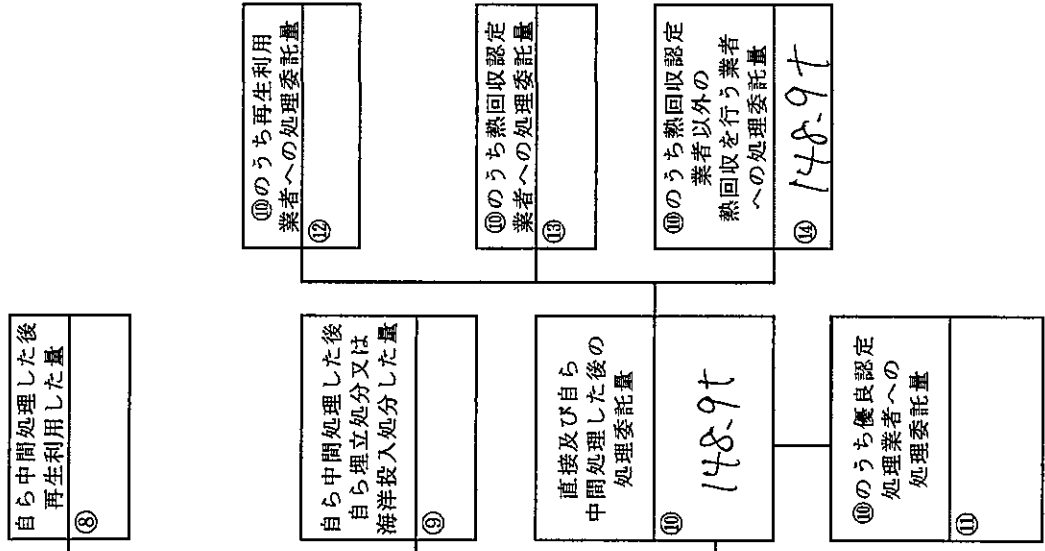 自ら中間処理した後
再生利用した量
⑧
自ら中間処理した後
自ら埋立処分又は
海洋投入処分した量
⑨
直接及び自ら
中間処理した後の
処理委託量
⑩
148.9t
⑩のうち優良認定
処理業者への
処理委託量
⑪
⑩のうち再生利用
業者への処理委託量
⑫
⑩のうち熱回収認定
業者への処理委託量
⑬
⑩のうち熱回収認定
業者以外の
熱回収を行う業者
への処理委託量
⑭ 148.9t